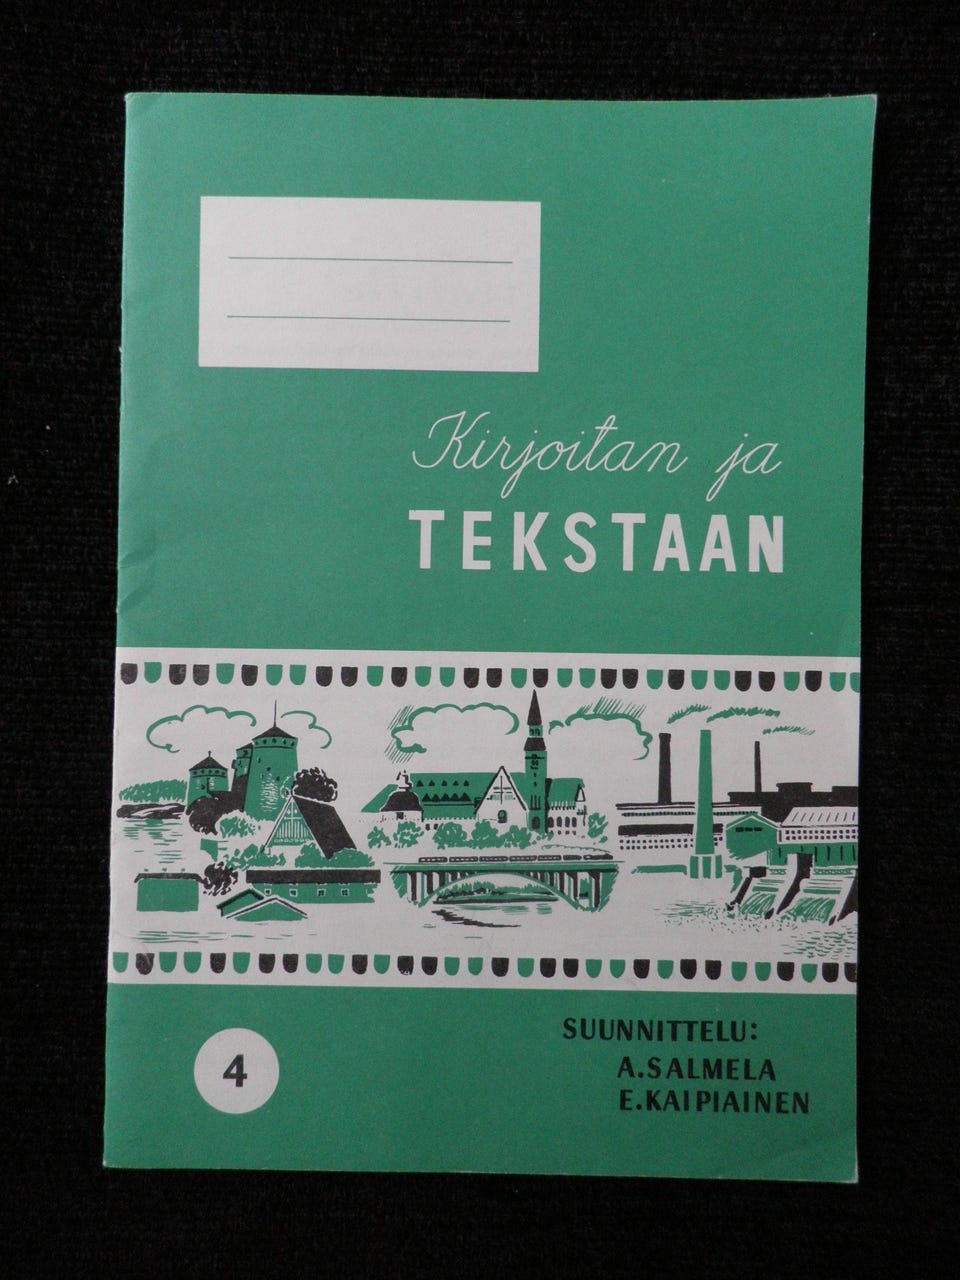 Kirjoitan ja
TEKSTAAN
4
SUUNNITTELU:
A. SALMELA
E. KAIPIAINEN